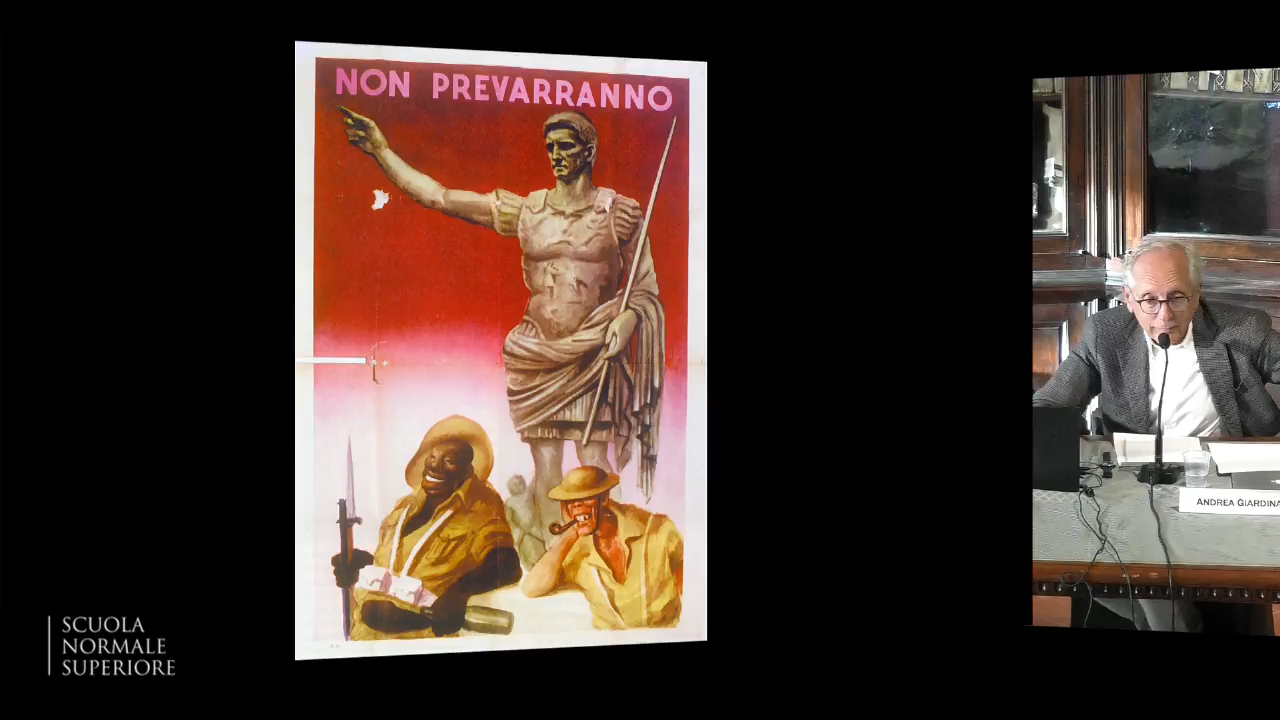 NON PREVARRANNO
ANDREA GIARDINA
SCUOLA
NORMALE
SUPERIORE